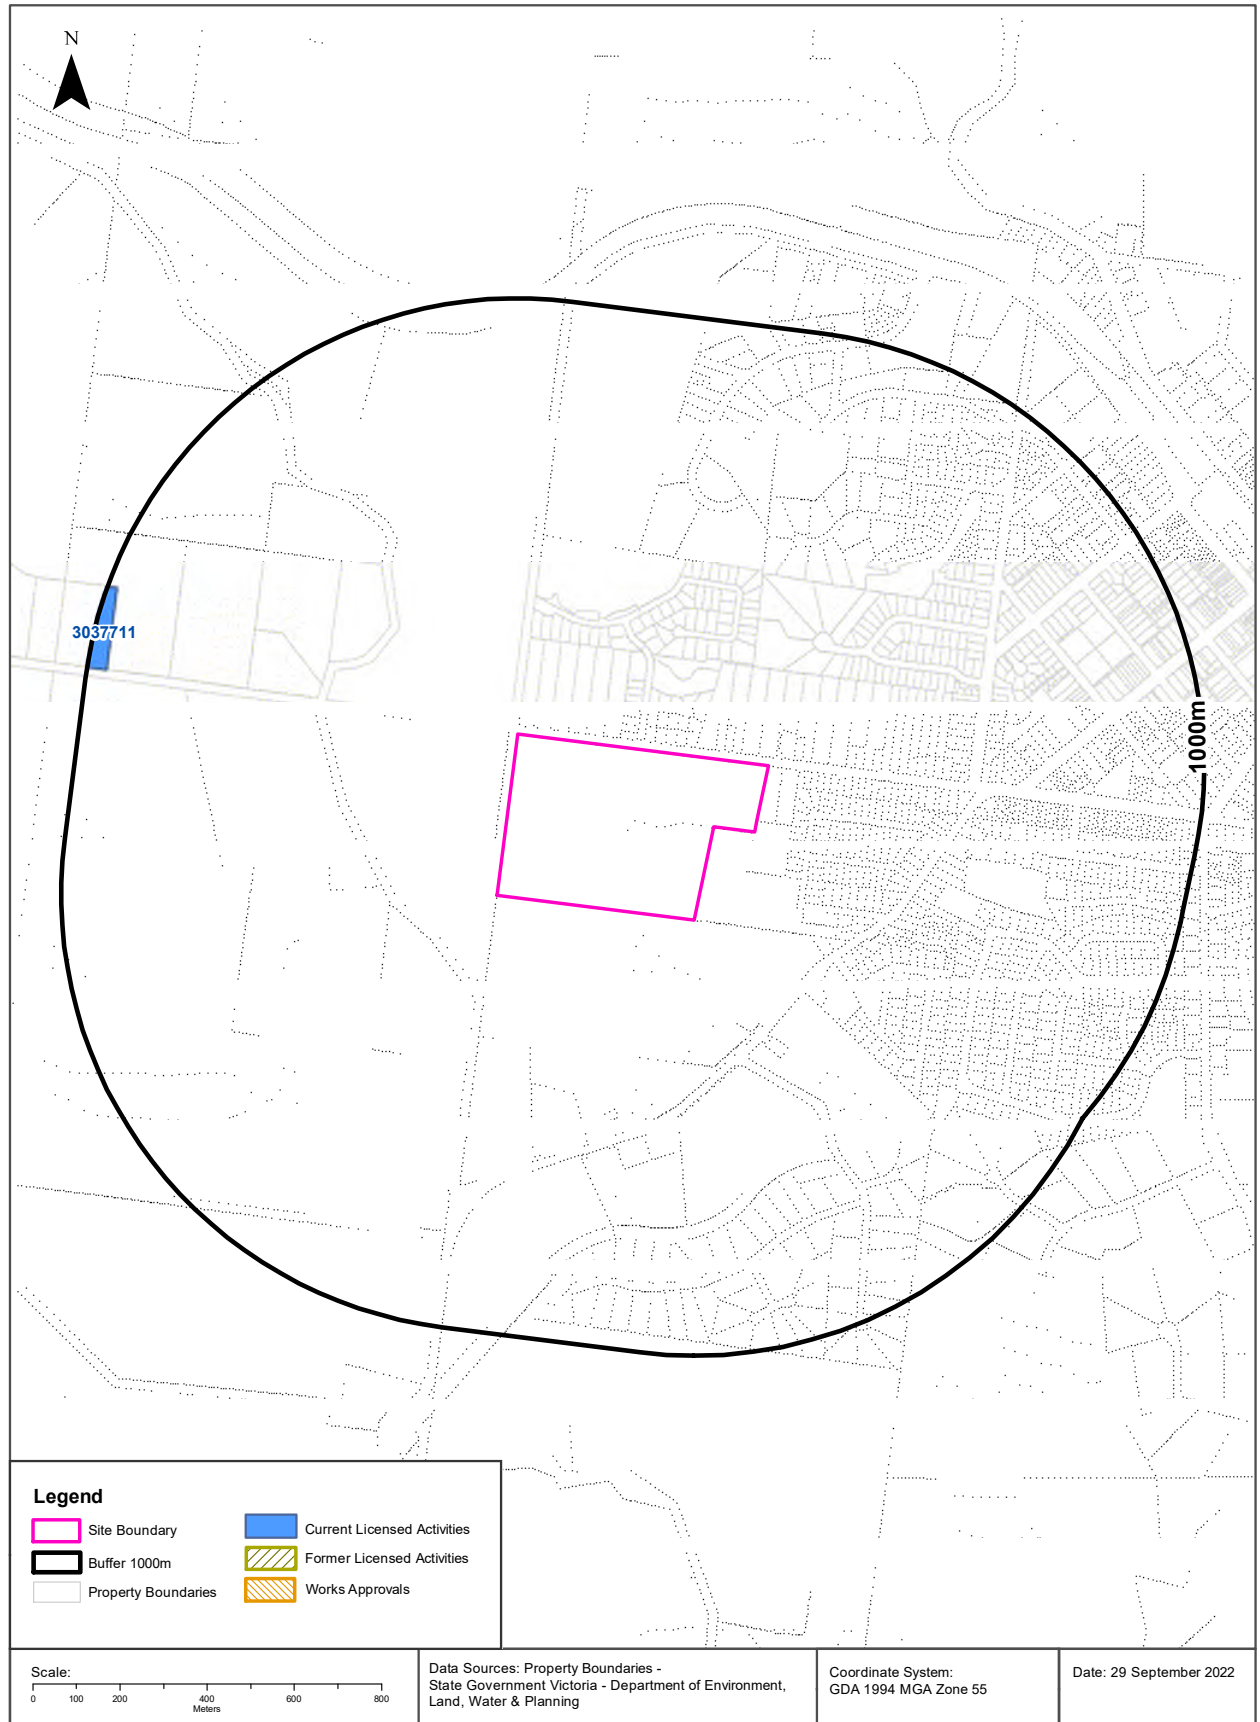 N
3037711
1000m
Legend
Site Boundary
Buffer 1000m
Property Boundaries
Current Licensed Activities
Former Licensed Activities
Works Approvals
Scale:
0 100 200 400 600 800
Meters
Data Sources: Property Boundaries -
State Government Victoria - Department of Environment,
Land, Water & Planning
Coordinate System:
GDA 1994 MGA Zone 55
Date: 29 September 2022